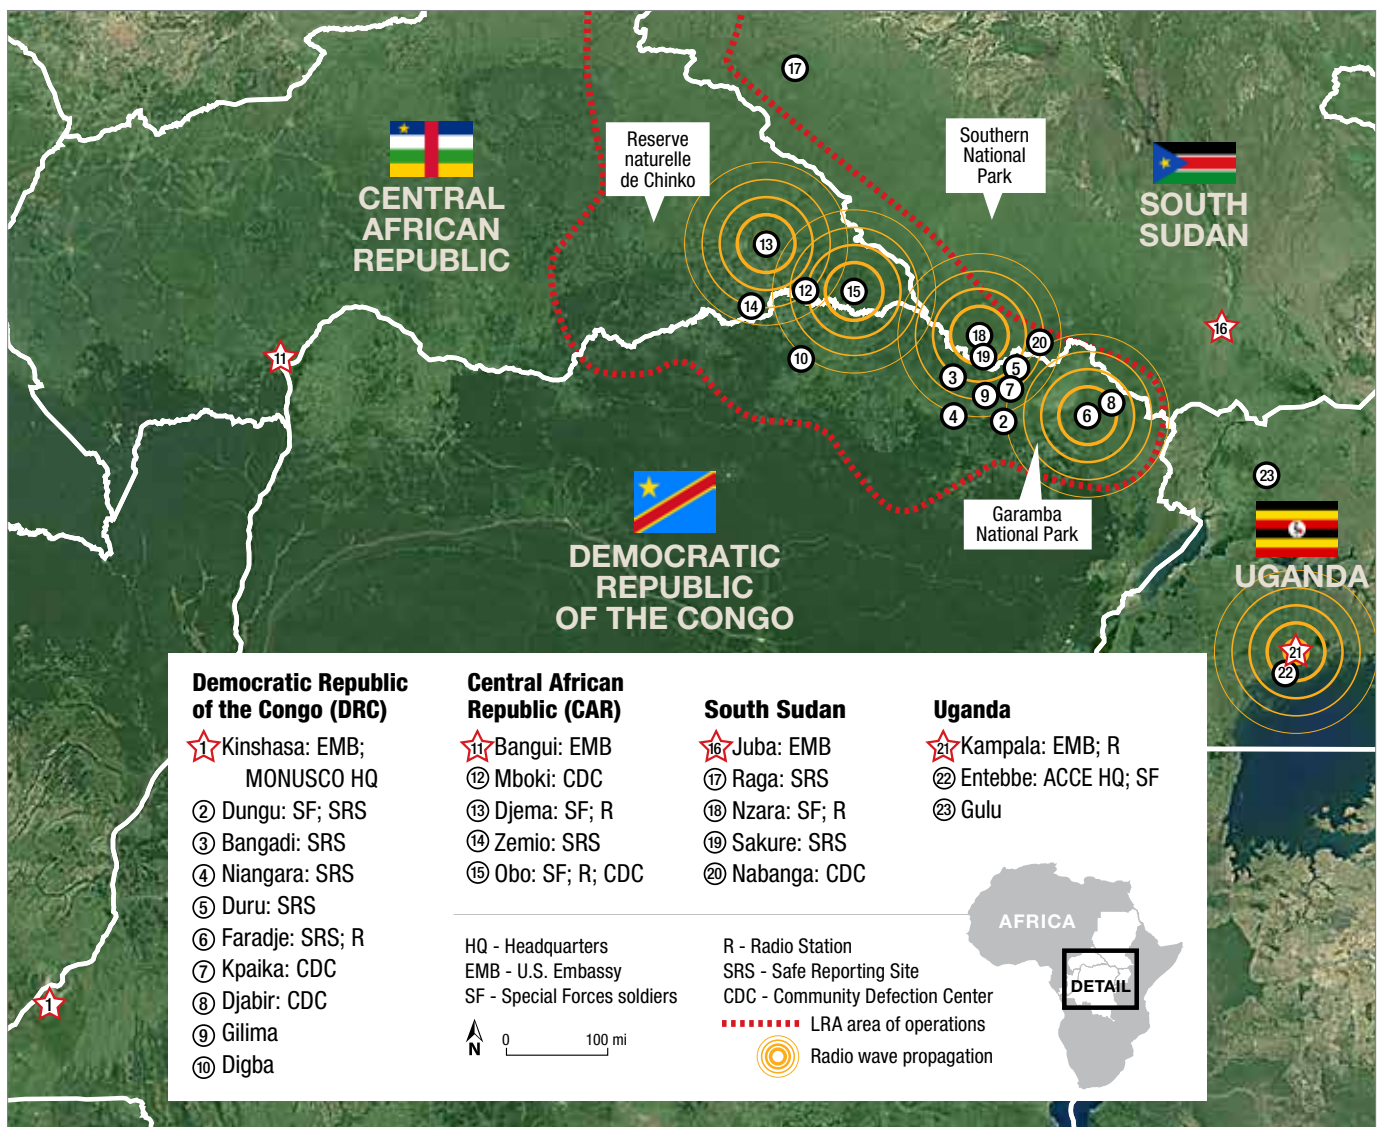 17
Reserve
naturelle
de Chinko
Southern
National
Park
CENTRAL
AFRICAN
REPUBLIC
SOUTH
SUDAN
13
14
12
15
10
11
16
18
19
20
3
5
7
9
4
2
6
8
23
Garamba
National Park
DEMOCRATIC
REPUBLIC
OF THE CONGO
UGANDA
21
22
1
Democratic Republic
of the Congo (DRC)
1 Kinshasa: EMB;
MONUSCO HQ
2 Dungu: SF; SRS
3 Bangadi: SRS
4 Niangara: SRS
5 Duru: SRS
6 Faradje: SRS; R
7 Kpaika: CDC
8 Djabir: CDC
9 Gilima
10 Digba
Central African
Republic (CAR)
11 Bangui: EMB
12 Mboki: CDC
13 Djema: SF; R
14 Zemio: SRS
15 Obo: SF; R; CDC
South Sudan
16 Juba: EMB
17 Raga: SRS
18 Nzara: SF; R
19 Sakure: SRS
20 Nabanga: CDC
Uganda
21 Kampala: EMB; R
22 Entebbe: ACCE HQ; SF
23 Gulu
HQ - Headquarters
EMB - U.S. Embassy
SF - Special Forces soldiers
R - Radio Station
SRS - Safe Reporting Site
CDC - Community Defection Center
LRA area of operations
Radio wave propagation
N
0 100 mi
AFRICA
DETAIL